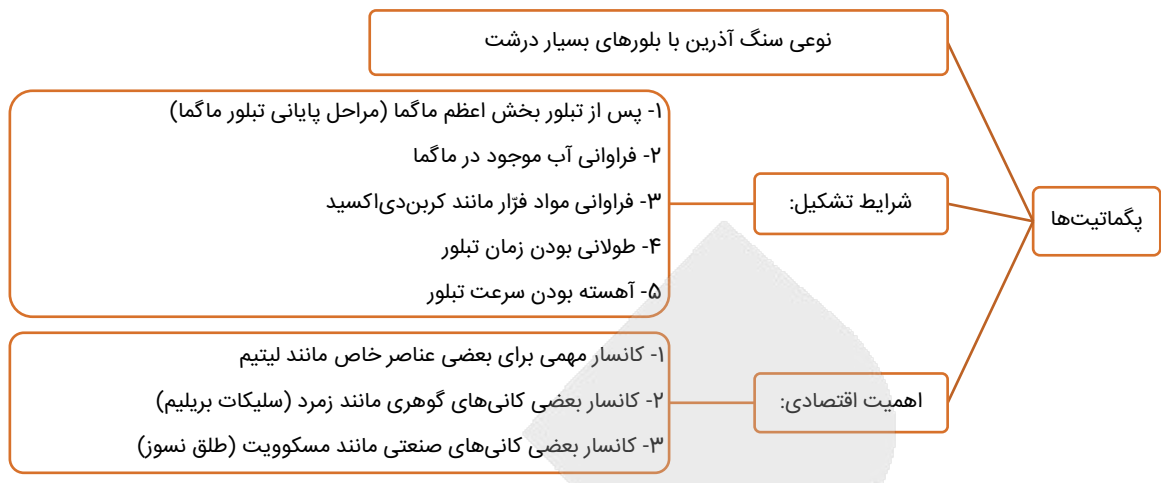 پگماتیت‌ها
نوعی سنگ آذرین با بلورهای بسیار درشت
شرایط تشکیل:
۱- پس از تبلور بخش اعظم ماگما (مراحل پایانی تبلور ماگما)
۲- فراوانی آب موجود در ماگما
۳- فراوانی مواد فرّار مانند کربن‌دی‌اکسید
۴- طولانی بودن زمان تبلور
۵- آهسته بودن سرعت تبلور
اهمیت اقتصادی:
۱- کانسار مهمی برای بعضی عناصر خاص مانند لیتیم
۲- کانسار بعضی کانی‌های گوهری مانند زمرد (سلیکات بریلیم)
۳- کانسار بعضی کانی‌های صنعتی مانند مسکوویت (طلق نسوز)